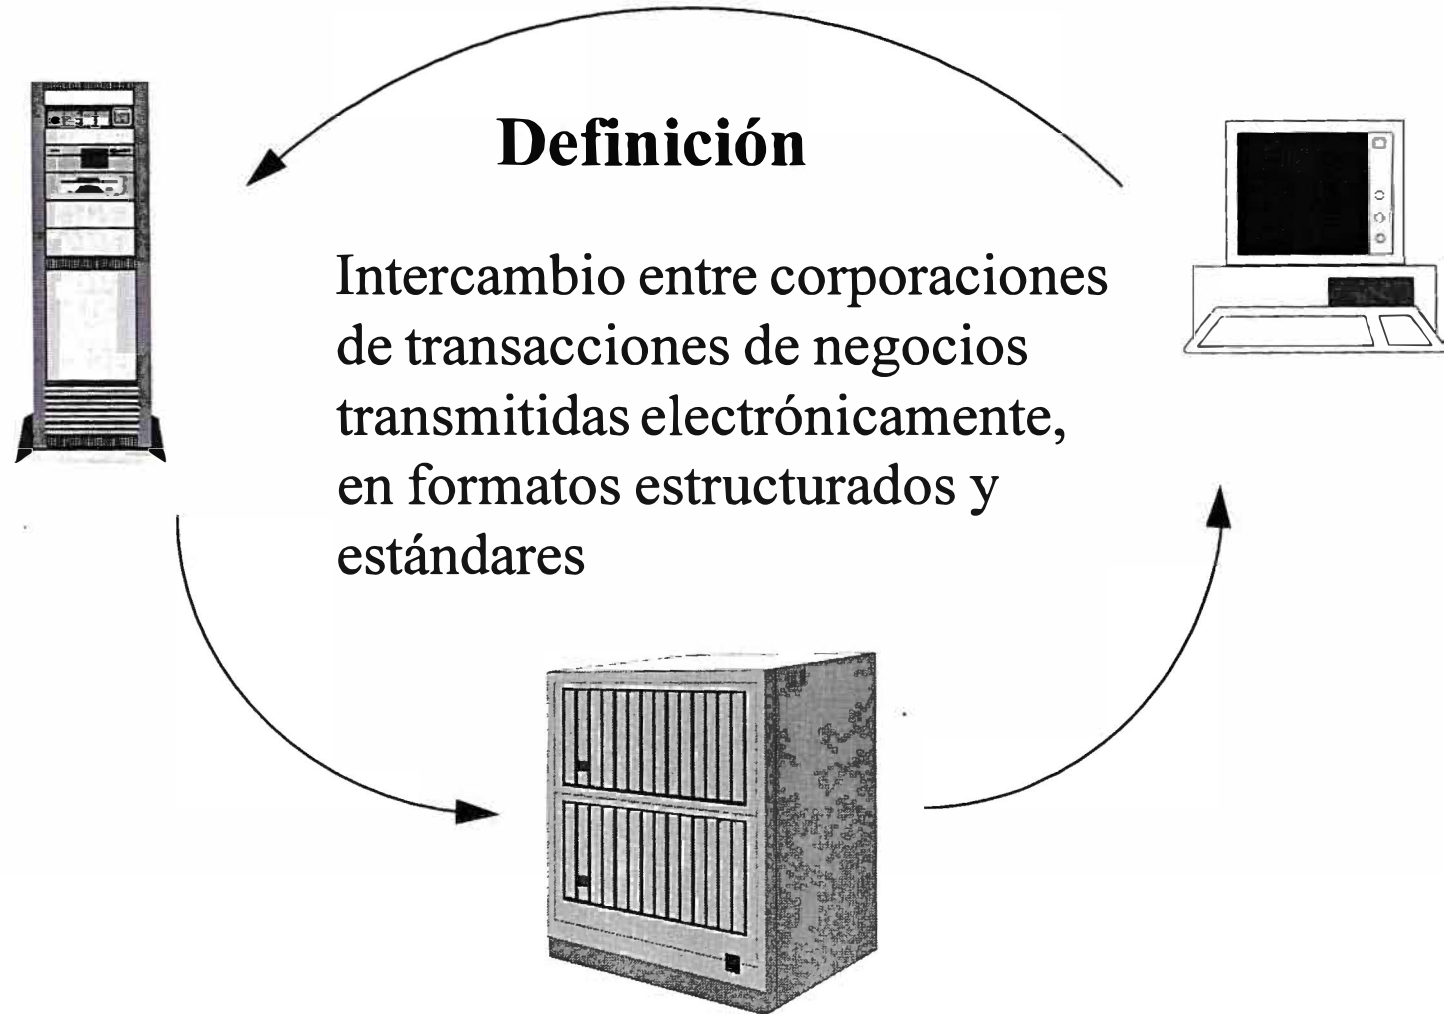 Definición
Intercambio entre corporaciones
de transacciones de negocios
transmitidas electrónicamente,
en formatos estructurados y
estándares